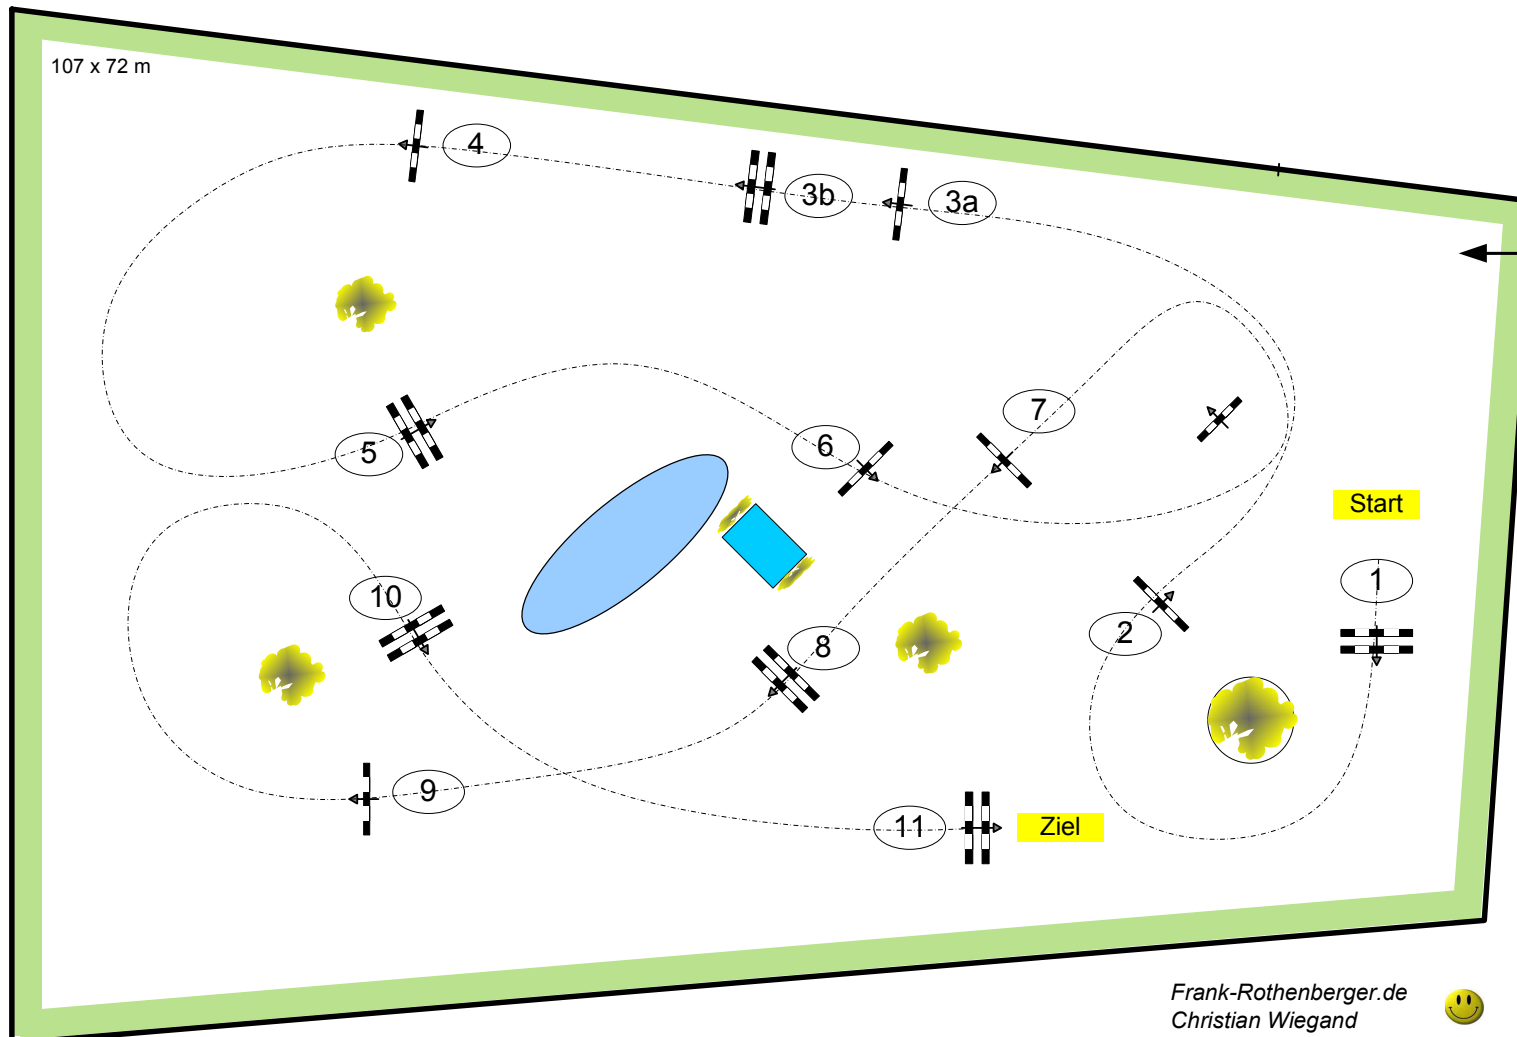 107 x 72 m
4
3b
3a
7
6
5
Start
1
10
2
8
9
11
Ziel
Frank-Rothenberger.de
Christian Wiegand